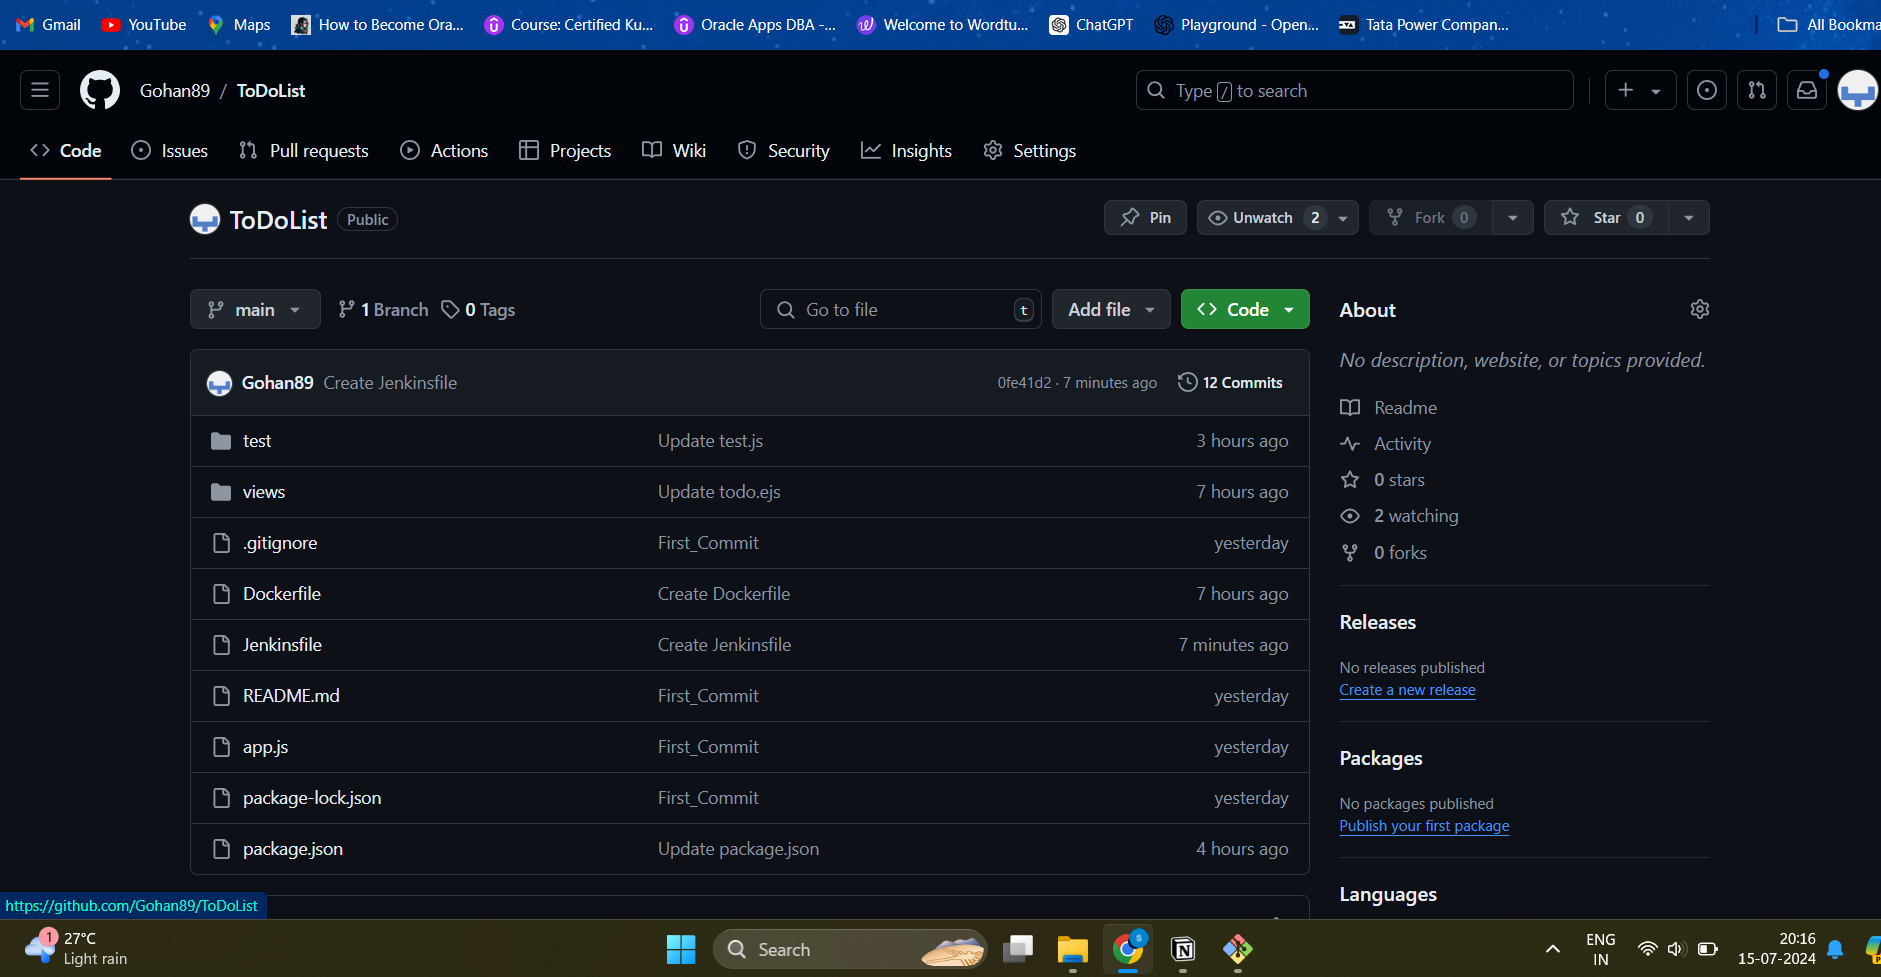 Gmail YouTube Maps How to Become Ora... Course: Certified Ku... Oracle Apps DBA -... Welcome to Wordtu... ChatGPT Playground - Open... Tata Power Compan... All Bookma
Gohan89 / ToDoList Type / to search
Code Issues Pull requests Actions Projects Wiki Security Insights Settings
ToDoList Public Pin Unwatch 2 Fork 0 Star 0
main 1 Branch 0 Tags Go to file t Add file Code About
No description, website, or topics provided.
Gohan89 Create Jenkinsfile 0fe41d2 · 7 minutes ago 12 Commits
Readme
test Update test.js 3 hours ago
Activity
0 stars
views Update todo.ejs 7 hours ago
2 watching
.gitignore First_Commit yesterday
0 forks
Dockerfile Create Dockerfile 7 hours ago
Releases
Jenkinsfile Create Jenkinsfile 7 minutes ago
No releases published
Create a new release
README.md First_Commit yesterday
app.js First_Commit yesterday
Packages
package-lock.json First_Commit yesterday
No packages published
Publish your first package
package.json Update package.json 4 hours ago
Languages
https://github.com/Gohan89/ToDoList
1 27°C
Light rain
Search
S
ENG
IN
20:16
15-07-2024